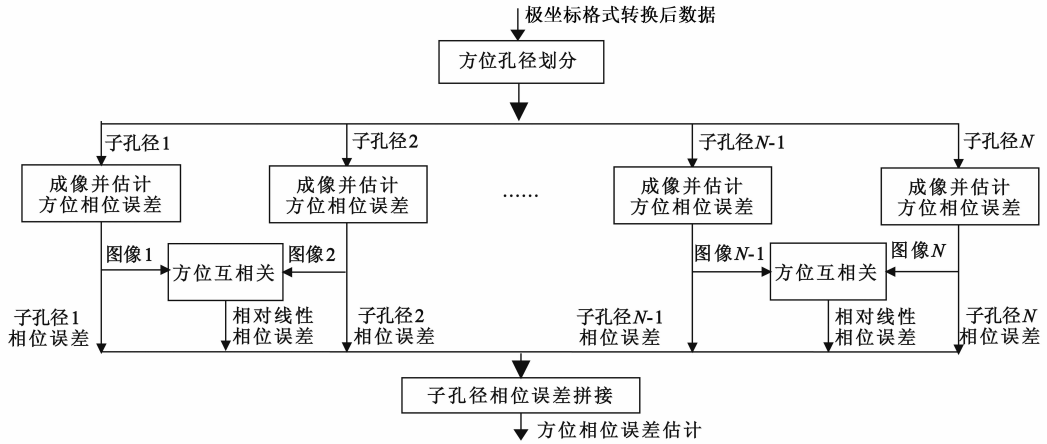 极坐标格式转换后数据
方位孔径划分
子孔径1
子孔径2
子孔径N-1
子孔径N
成像并估计
方位相位误差
成像并估计
方位相位误差
……
成像并估计
方位相位误差
成像并估计
方位相位误差
图像1
方位互相关
图像2
图像N-1
方位互相关
图像N
子孔径1
相位误差
相对线性
相位误差
子孔径2
相位误差
子孔径N-1
相位误差
相对线性
相位误差
子孔径N
相位误差
子孔径相位误差拼接
方位相位误差估计